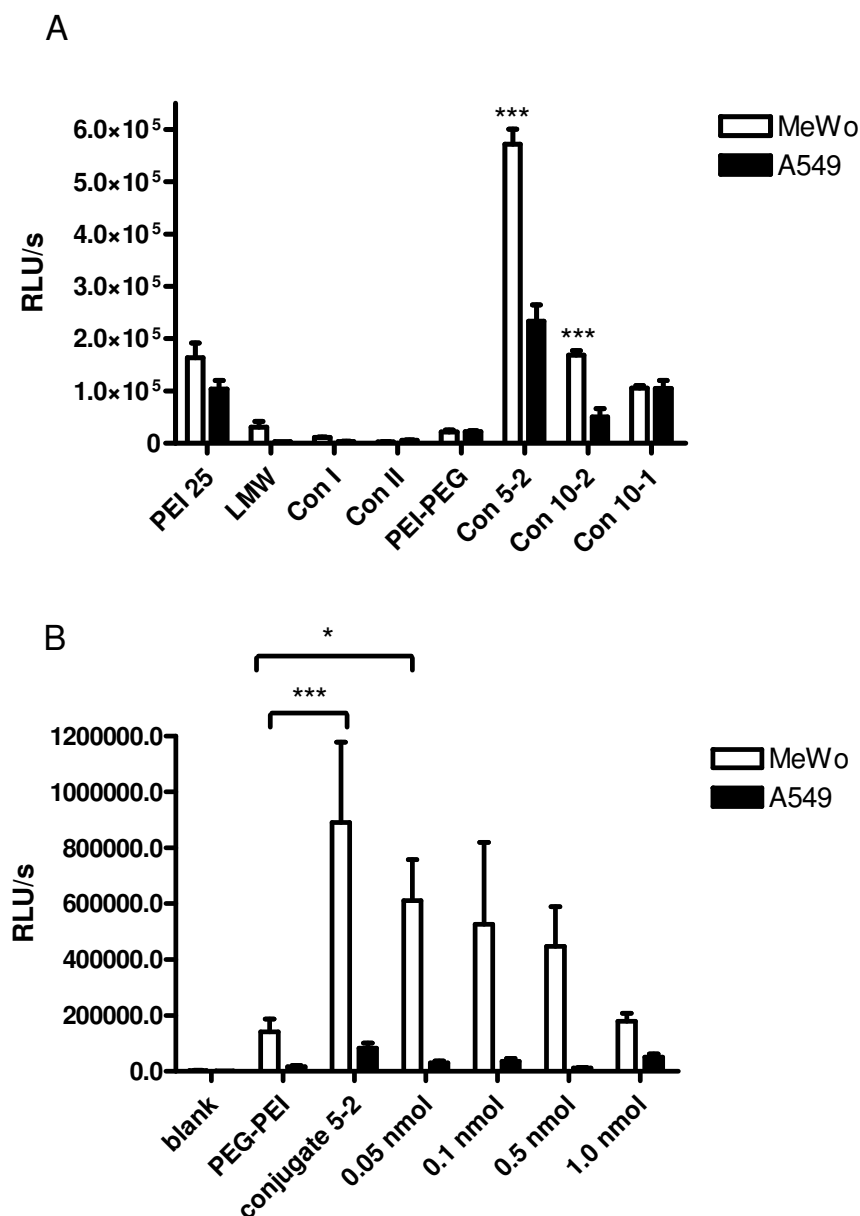 A
***
MeWo
A549
6.0×10⁵
5.0×10⁵
4.0×10⁵
3.0×10⁵
2.0×10⁵
1.0×10⁵
0
RLU/s
***
PEI 25
LMW
Con I
Con II
PEI-PEG
Con 5-2
Con 10-2
Con 10-1
B
*
***
MeWo
A549
1200000.0
1000000.0
800000.0
600000.0
400000.0
200000.0
0.0
RLU/s
blank
PEG-PEI
conjugate 5-2
0.05 nmol
0.1 nmol
0.5 nmol
1.0 nmol